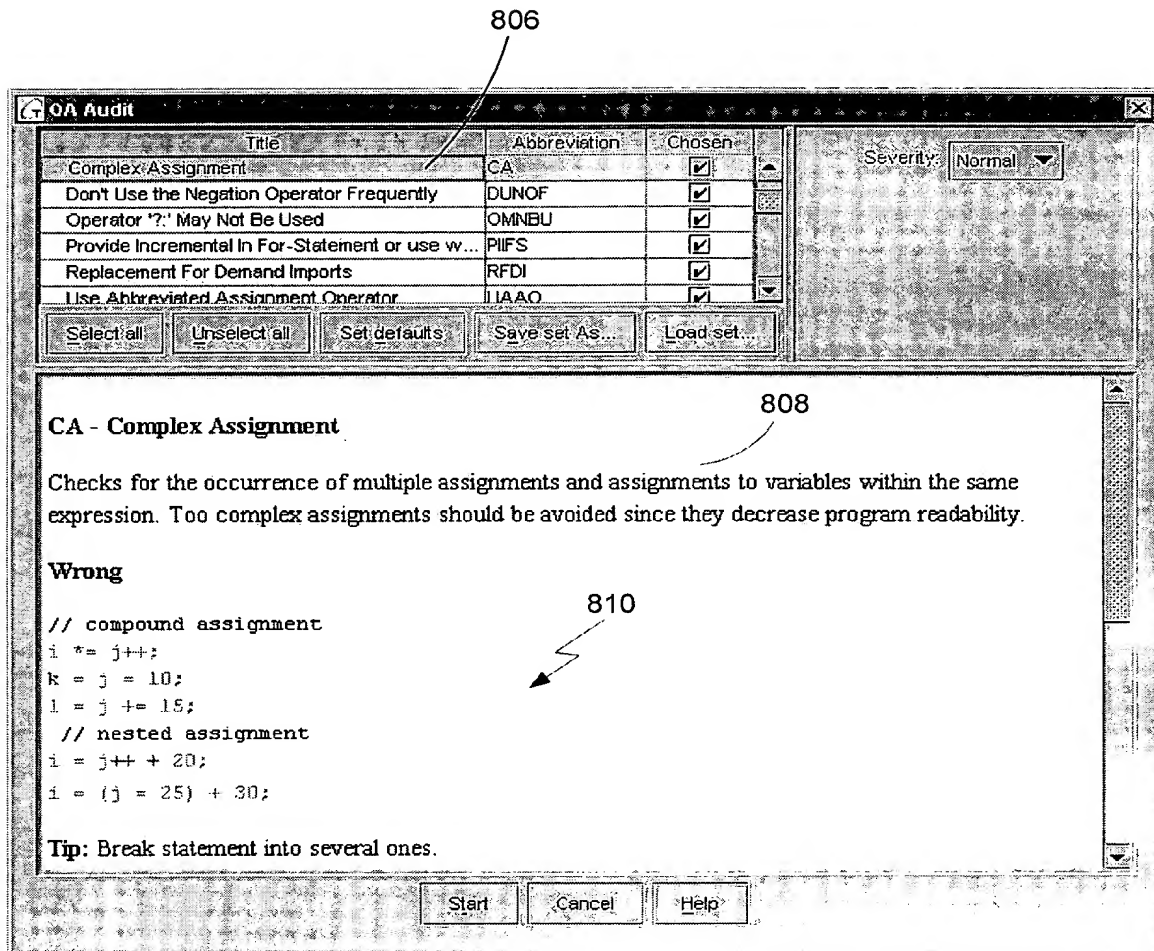 806
QA Audit
Title Abbreviation Chosen
Complex Assignment CA
Don't Use the Negation Operator Frequently DUNOF
Operator '?:' May Not Be Used OMNBU
Provide Incremental In For-Statement or use w... PIIFS
Replacement For Demand Imports RFDI
Use Abbreviated Assignment Operator UAAO
Severity: Normal
Select all Unselect all Set defaults Save set As... Load set...
808
CA - Complex Assignment
Checks for the occurrence of multiple assignments and assignments to variables within the same
expression. Too complex assignments should be avoided since they decrease program readability.
Wrong
810
// compound assignment
i *= j++;
k = j = 10;
l = j += 15;
// nested assignment
i = j++ + 20;
i = (j = 25) + 30;
Tip: Break statement into several ones.
Start Cancel Help